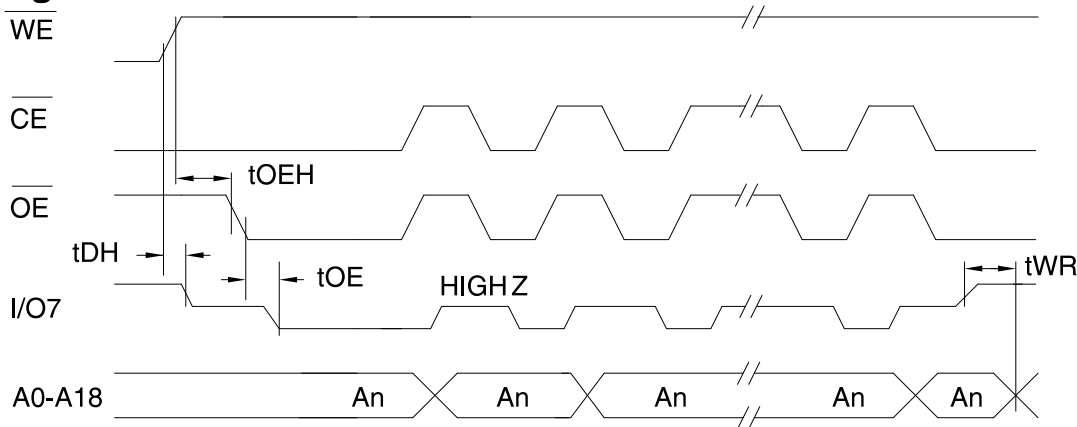 WE
CE
tOEH
OE
tDH
tOE
HIGH Z
tWR
I/O7
A0-A18 An An An An An